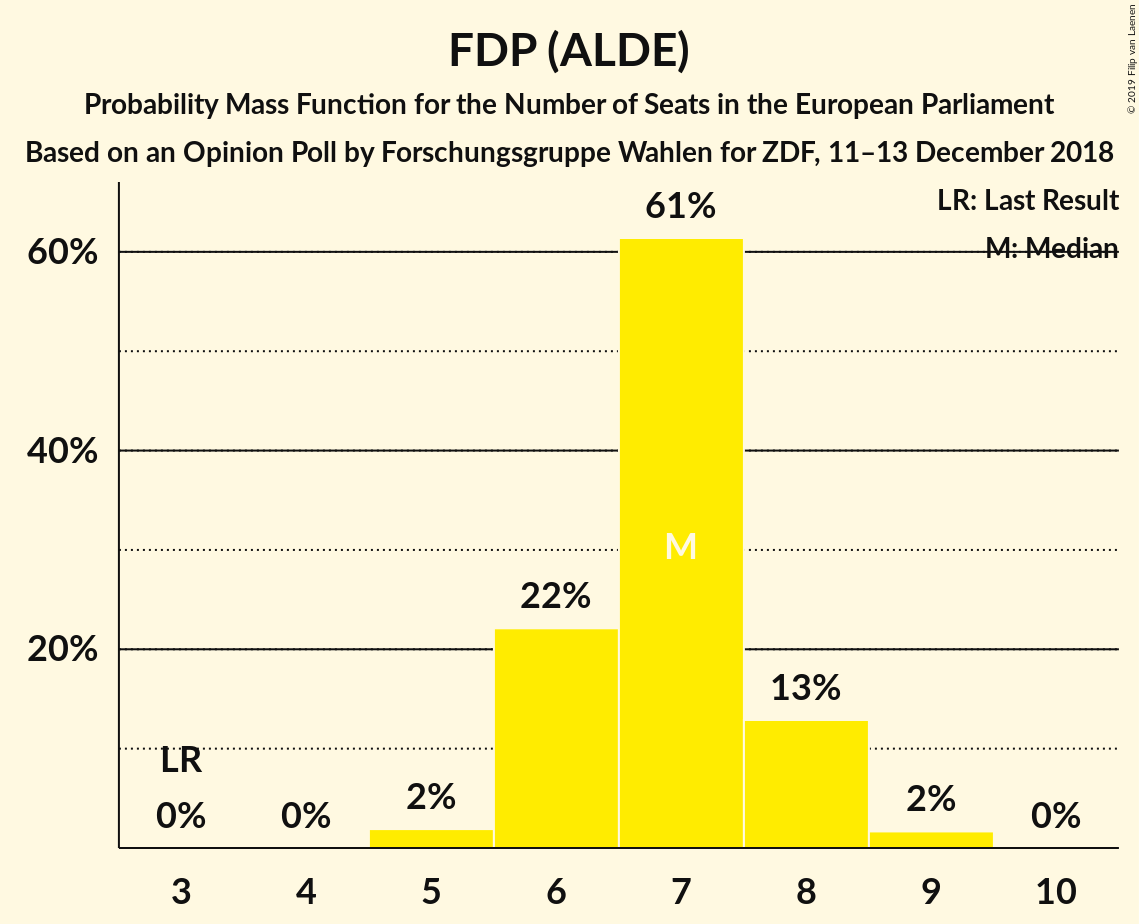 FDP (ALDE)
Probability Mass Function for the Number of Seats in the European Parliament
Based on an Opinion Poll by Forschungsgruppe Wahlen for ZDF, 11–13 December 2018
© 2019 Filip van Laenen
LR: Last Result
M: Median
61%
60%
40%
M
22%
20%
13%
LR
0%
0%
2%
2%
0%
3 4 5 6 7 8 9 10